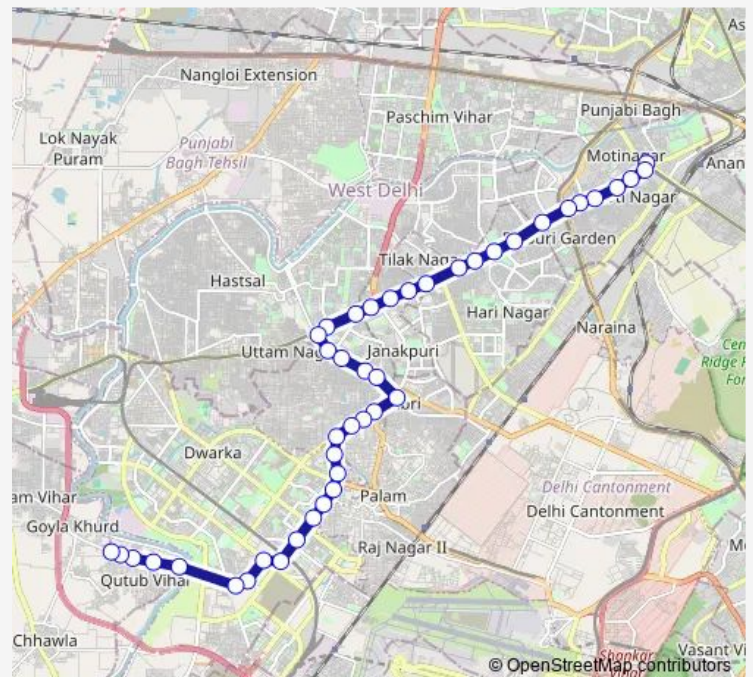 As
Nangloi Extension
Punjabi Bagh
Paschim Vihar
Lok Nayak
Puram
Punjabi
Bagh Tehsil
Motinagar
Anan
West Delhi
Nagar
Garden
Tilak
Hastsal
Hari Nagar
Naraina
Cen
Ridge
For
Uttam
Janakpuri
Dwarka
Palam
Delhi Cantonment
am Vihar
Goyla Khurd
Delhi Cantonment
Raj Nagar II
Qutub Vihar
Chhawla
Shankar
Vihar
Vasant Vi
© OpenStreetMap contributors